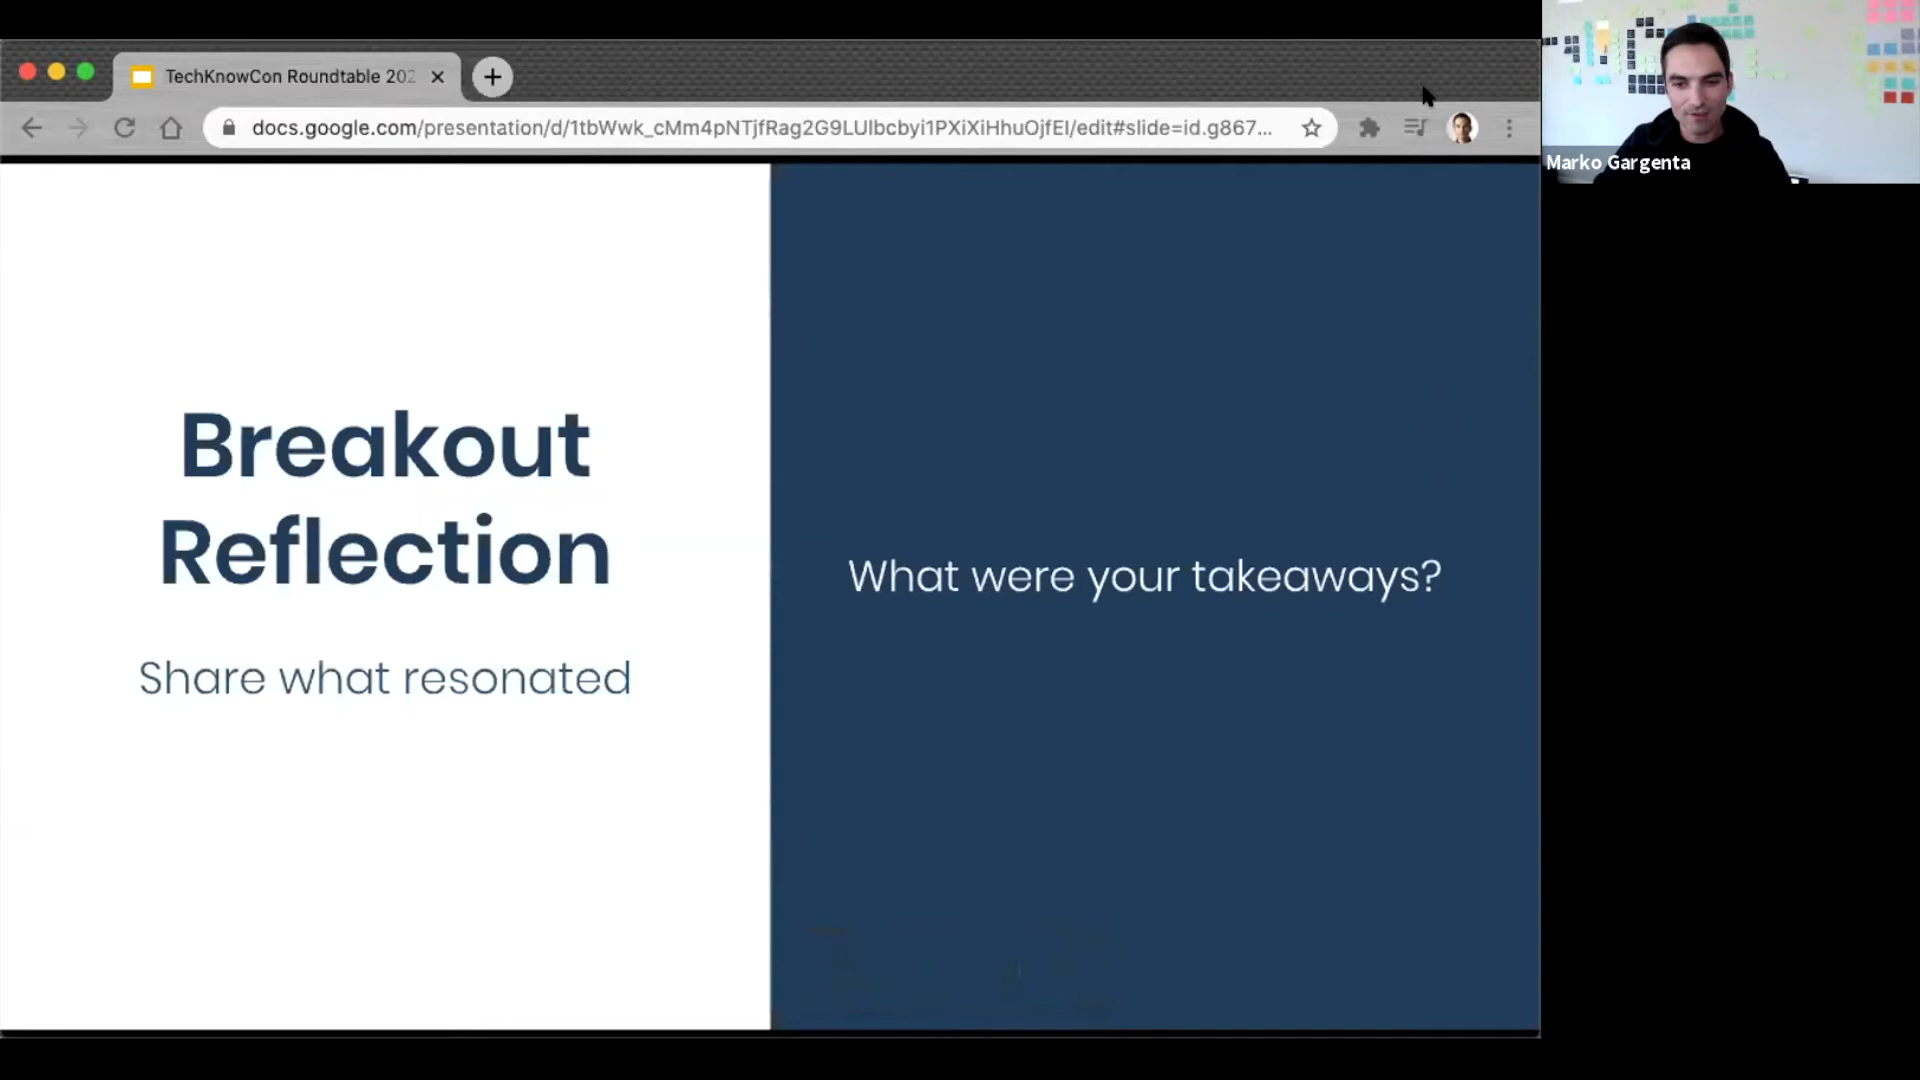 TechKnowCon Roundtable 202
docs.google.com/presentation/d/1tbWwk_cMm4pNTjfRag2G9LUlbcbyi1PXiXiHhuOjfEI/edit#slide=id.g867...
Marko Gargenta
Breakout
Reflection
Share what resonated
What were your takeaways?